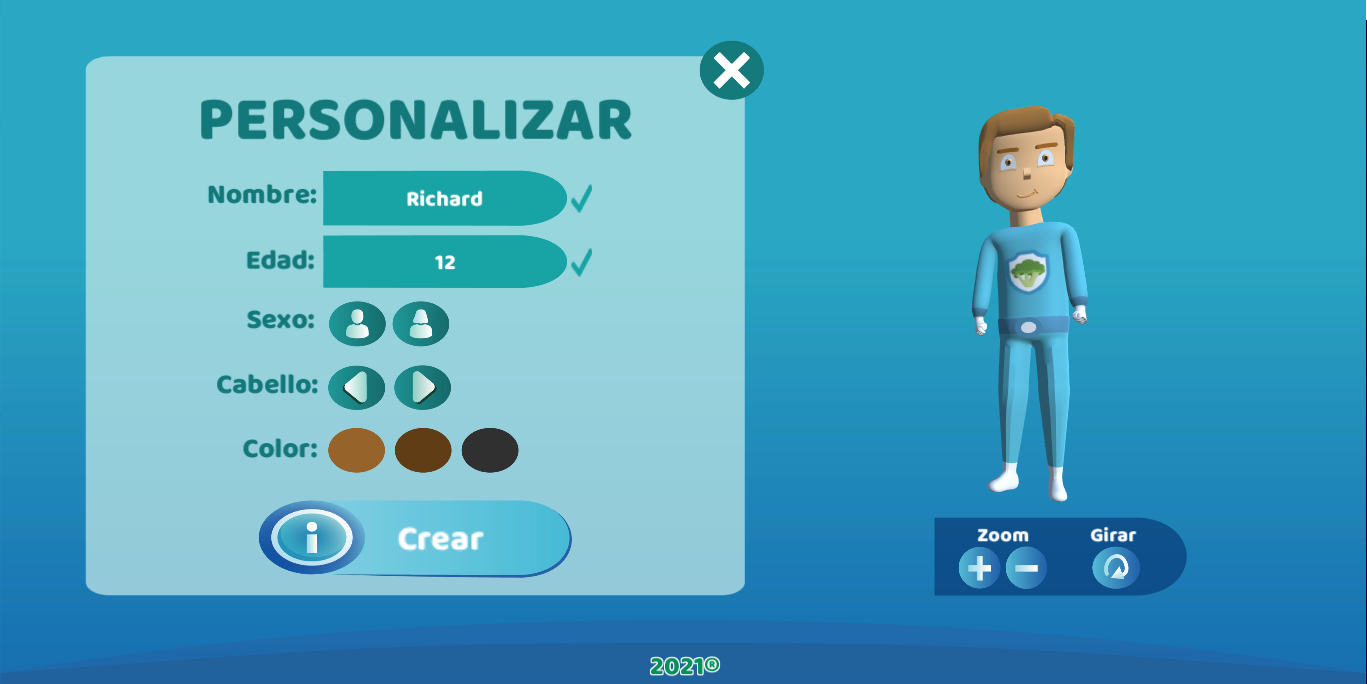 PERSONALIZAR
Nombre: Richard
Edad: 12
Sexo:
Cabello:
Color:
i Crear
Zoom Girar
2021®